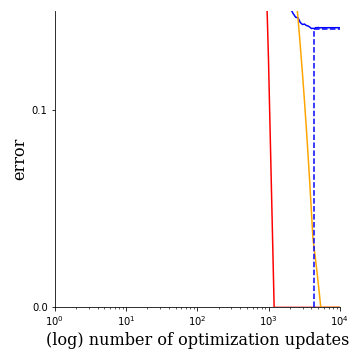 error
0.1
0.0
10⁰ 10¹ 10² 10³ 10⁴
(log) number of optimization updates